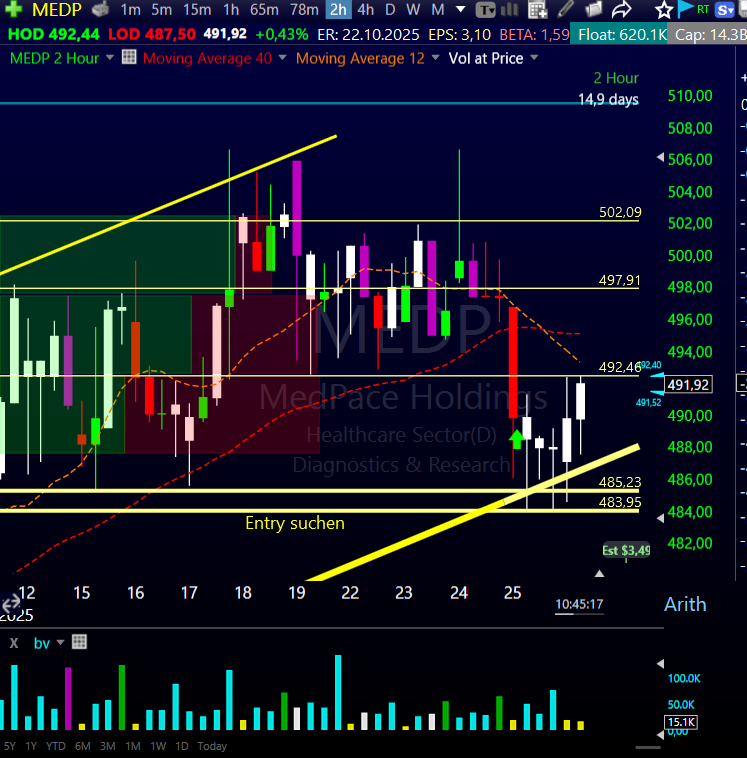 MEDP 1m 5m 15m 1h 65m 78m 2h 4h D W M T RT S
HOD 492,44 LOD 487,50 491,92 +0,43% ER: 22.10.2025 EPS: 3,10 BETA: 1,59 Float: 620.1K Cap: 14.3B
MEDP 2 Hour Moving Average 40 Moving Average 12 Vol at Price
2 Hour
14,9 days
510,00
508,00
506,00
504,00
502,09
502,00
500,00
497,91
498,00
496,00
494,00
MEDP
492,46 492,40
491,92
491,52
MedPace Holdings
490,00
Healthcare Sector(D)
488,00
Diagnostics & Research
486,00
485,23
483,95
484,00
Entry suchen
482,00
Est $3,49
12 15 16 17 18 19 22 23 24 25
10:45:17
Arith
2025
X bv
100.0K
50.0K
15.1K
0,00
5Y 1Y YTD 6M 3M 1M 1W 1D Today